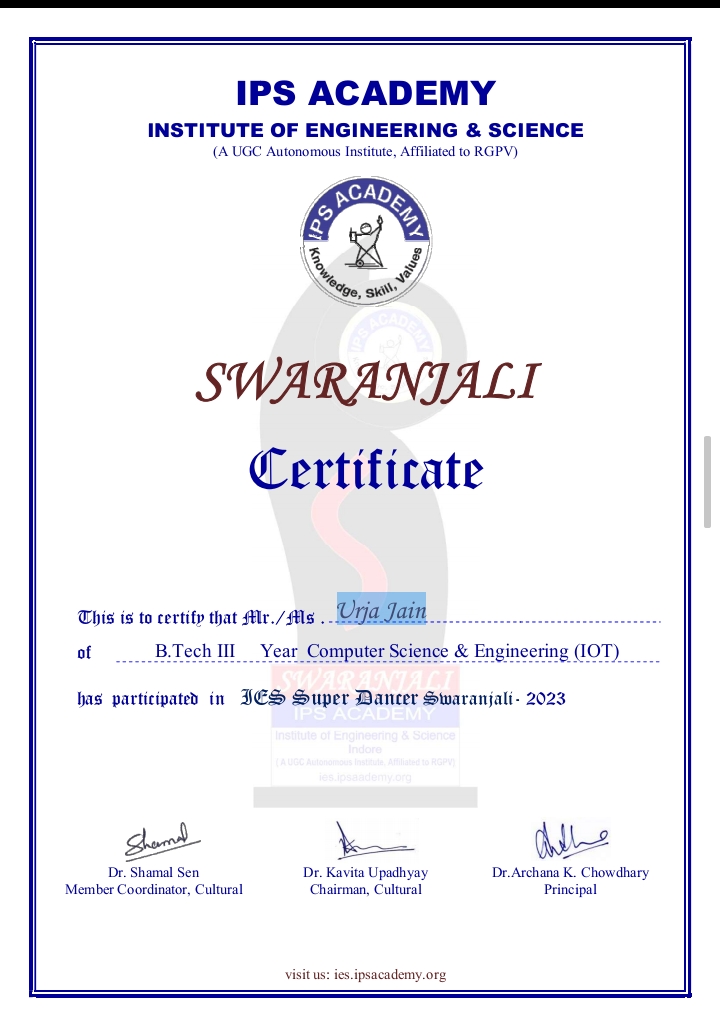 IPS ACADEMY
INSTITUTE OF ENGINEERING & SCIENCE
(A UGC Autonomous Institute, Affiliated to RGPV)
IPS ACADEMY
Knowledge, Skill, Values
IPS ACADEMY
SWARANJALI
Certificate
This is to certify that Mr./Ms . Urja Jain
of B.Tech III Year Computer Science & Engineering (IOT)
SWARANJALI
has participated in IES Super Dancer Swaranjali- 2023
IPS ACADEMY
Institute of Engineering & Science
Indore
( A UGC Autonomous Institute, Affiliated to RGPV)
ies.ipsaademy.org
Shamal
Dr. Shamal Sen
Member Coordinator, Cultural
Dr. Kavita Upadhyay
Chairman, Cultural
Dr.Archana K. Chowdhary
Principal
visit us: ies.ipsacademy.org